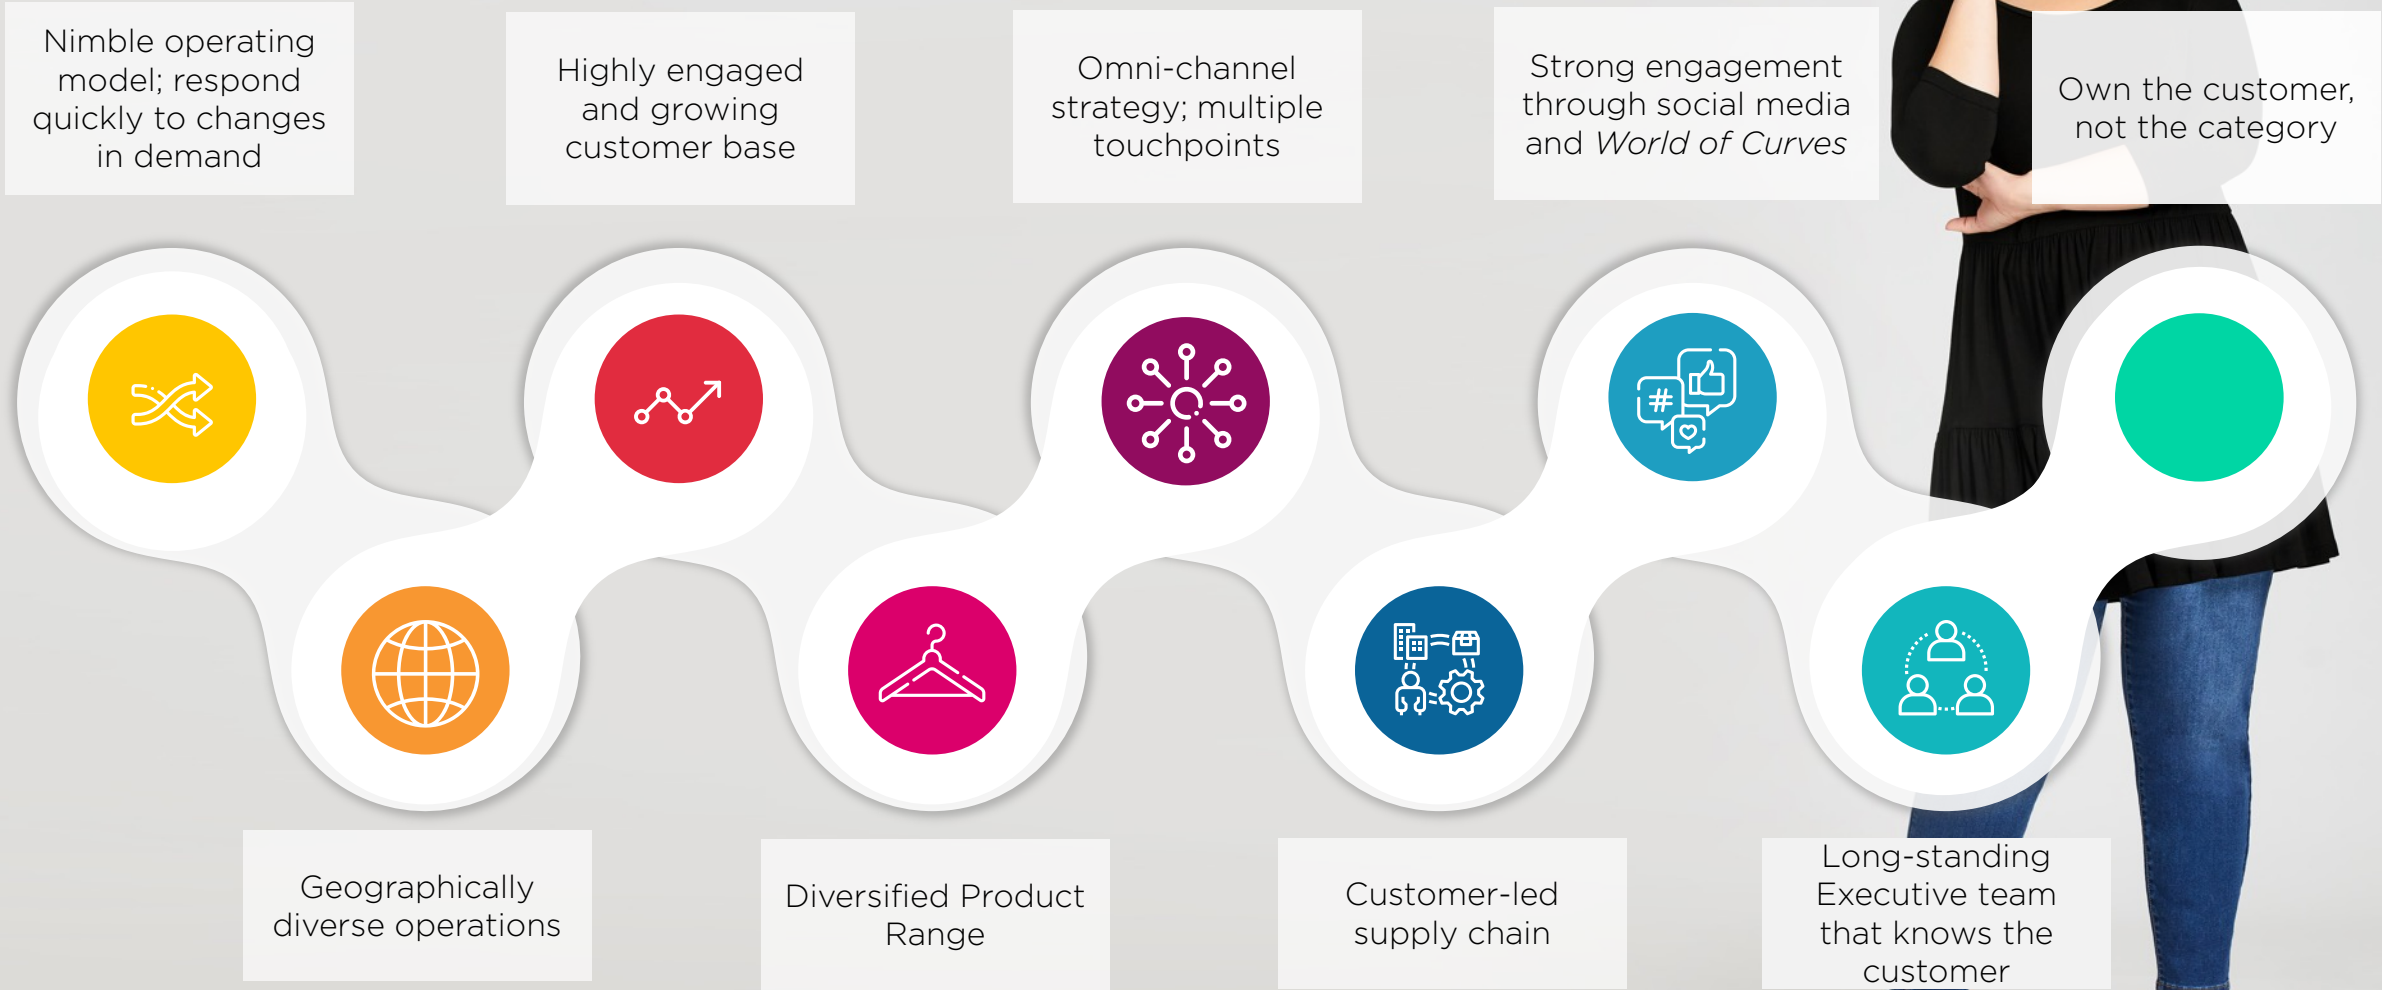 Nimble operating
model; respond
quickly to changes
in demand
Highly engaged
and growing
customer base
Omni-channel
strategy; multiple
touchpoints
Strong engagement
through social media
and World of Curves
Own the customer,
not the category
#
Geographically
diverse operations
Diversified Product
Range
Customer-led
supply chain
Long-standing
Executive team
that knows the
customer